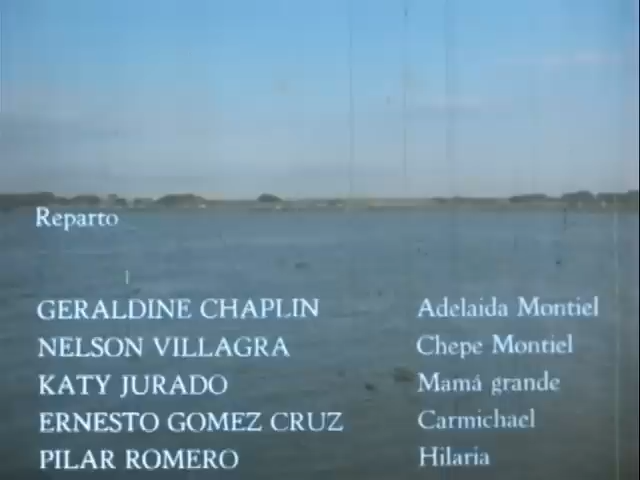 Reparto
GERALDINE CHAPLIN Adelaida Montiel
NELSON VILLAGRA Chepe Montiel
KATY JURADO Mamá grande
ERNESTO GOMEZ CRUZ Carmichael
PILAR ROMERO Hilaria